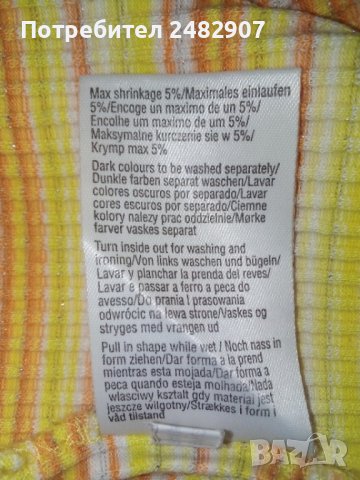 Потребител 2482907
Max shrinkage 5%/Maximales einlaufen
5%/Encoge un maximo de un 5%/
Encolhe um maximo de um 5%/
Maksymalne kurczenie sie w 5%/
Krymp max 5%
Dark colours to be washed separately/
Dunkle farben separat waschen/Lavar
colores oscuros por separado/Lavar
cores escuros por separado/Ciemne
kolory nalezy prac oddzielnie/Mørke
farver vaskes separat
Turn inside out for washing and
ironing/Von links waschen und bügeln/
Lavar y planchar la prenda del reves/
Lavar e passar a ferro a peca do
avesso/Do prania I prasowania
odwrócic na lewa strone/Vaskes og
stryges med vrangen ud
Pull in shape while wet / Noch nass in
form ziehen/Dar forma a la prend
mientras esta mojada/Dar forma a
peca quando esteja molhada/Nada
wlasciwy ksztalt gdy material jest
jeszcze wilgotny/Strækkes i form i
våd tilstand
BAZAR